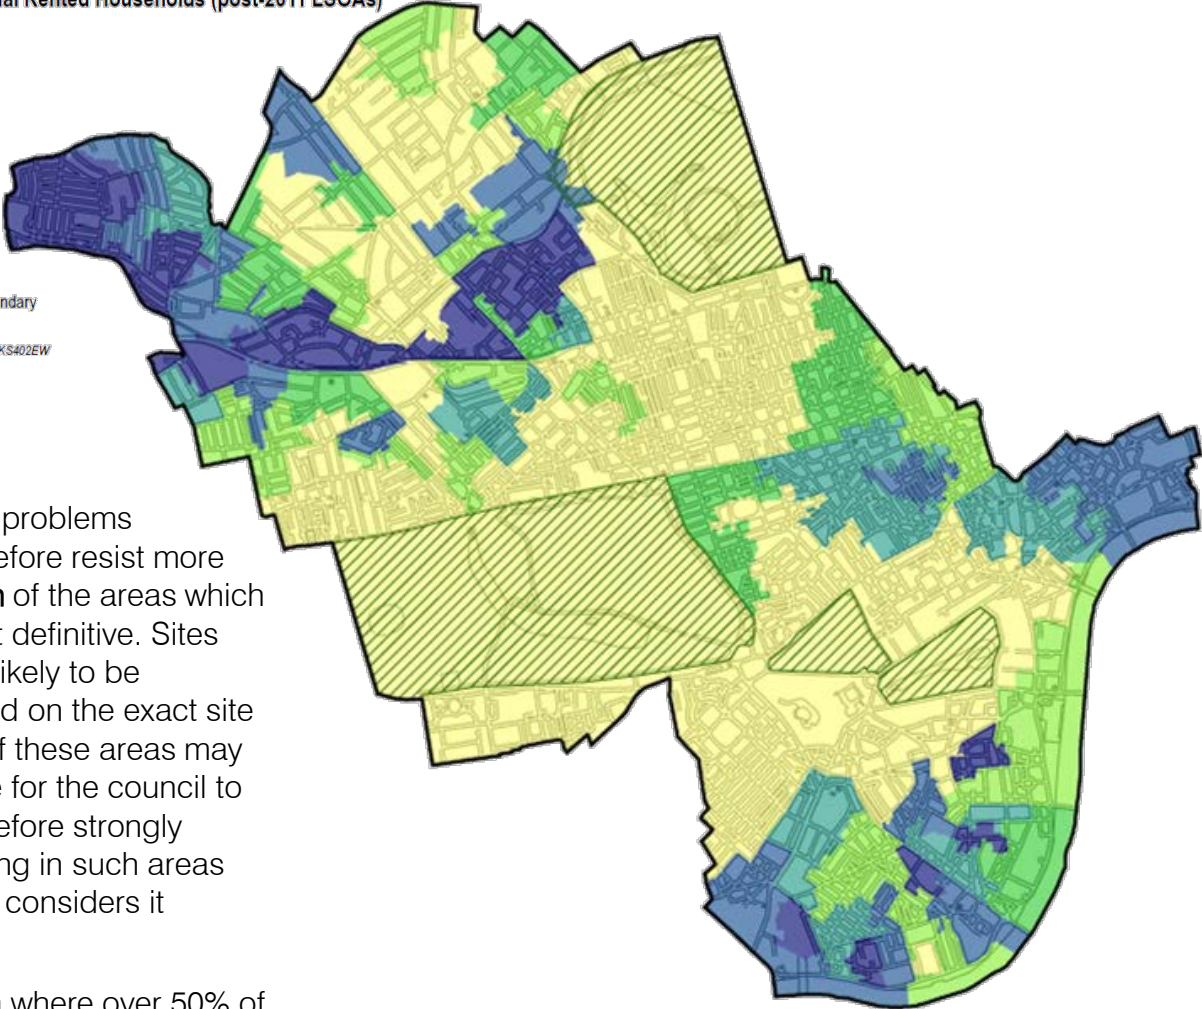 Rented Households (post-2011 LSOAs)
ndary
KS402EW
problems
efore resist more
of the areas which
t definitive. Sites
ikely to be
d on the exact site
f these areas may
e for the council to
efore strongly
ng in such areas
considers it
where over 50% of